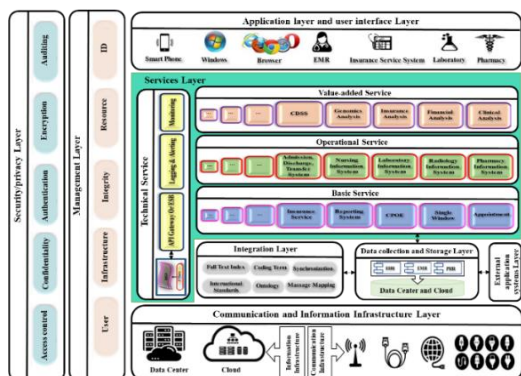 Application layer and user interface Layer
Smart Phone
Windows
Browser
EMR
Insurance Service System
Laboratory
Pharmacy
Security/privacy Layer
Auditing
Encryption
Authentication
Confidentiality
Access control
Management Layer
ID
Resource
Integrity
Infrastructure
User
Services Layer
Technical Service
Monitoring
Logging & Alerting
API Gateway Or ESB
Value-added Service
...
CDSS
Genomics Analysis
Insurance Analysis
Financial Analysis
Clinical Analysis
Operational Service
...
Admission, Discharge, Transfer System
Nursing Information System
Laboratory Information System
Radiology Information System
Pharmacy Information System
Basic Service
...
Insurance Service
Reporting System
CPOE
Single Window
Appointment
Integration Layer
Full Text Index
Coding Term
Synchronization
International Standards
Ontology
Massage Mapping
Data collection and Storage Layer
EHR
EMR
PHR
Data Center and Cloud
External application systems Layer
Communication and Information Infrastructure Layer
Data Center
Cloud
Information Infrastructure
Communication Infrastructure